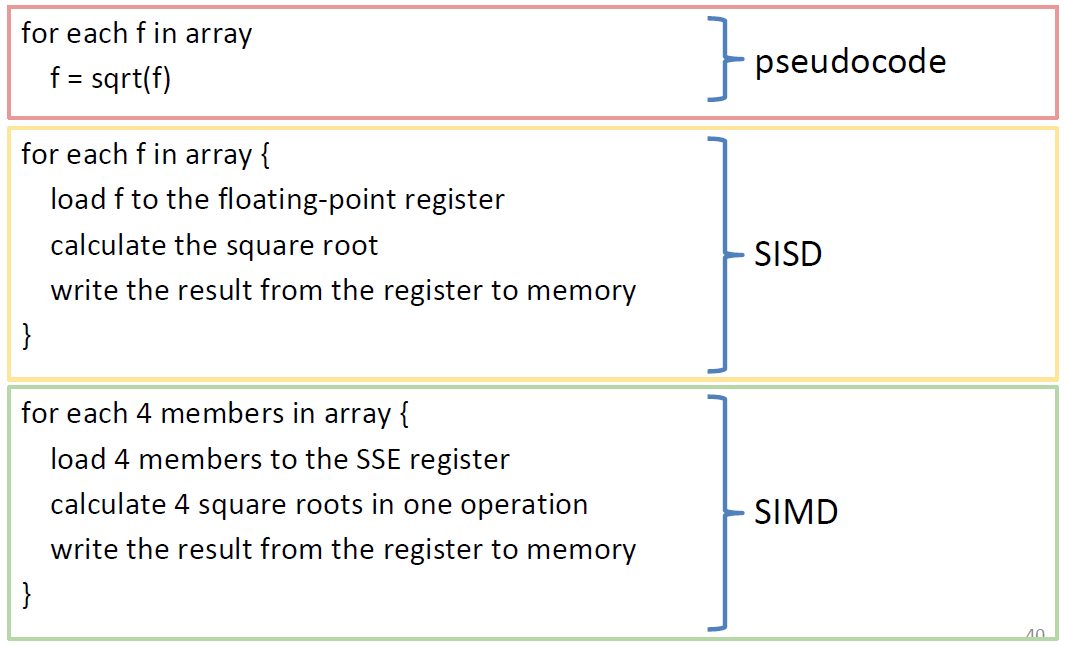 for each f in array
f = sqrt(f)
pseudocode
for each f in array {
load f to the floating-point register
calculate the square root
write the result from the register to memory
}
SISD
for each 4 members in array {
load 4 members to the SSE register
calculate 4 square roots in one operation
write the result from the register to memory
}
SIMD
40